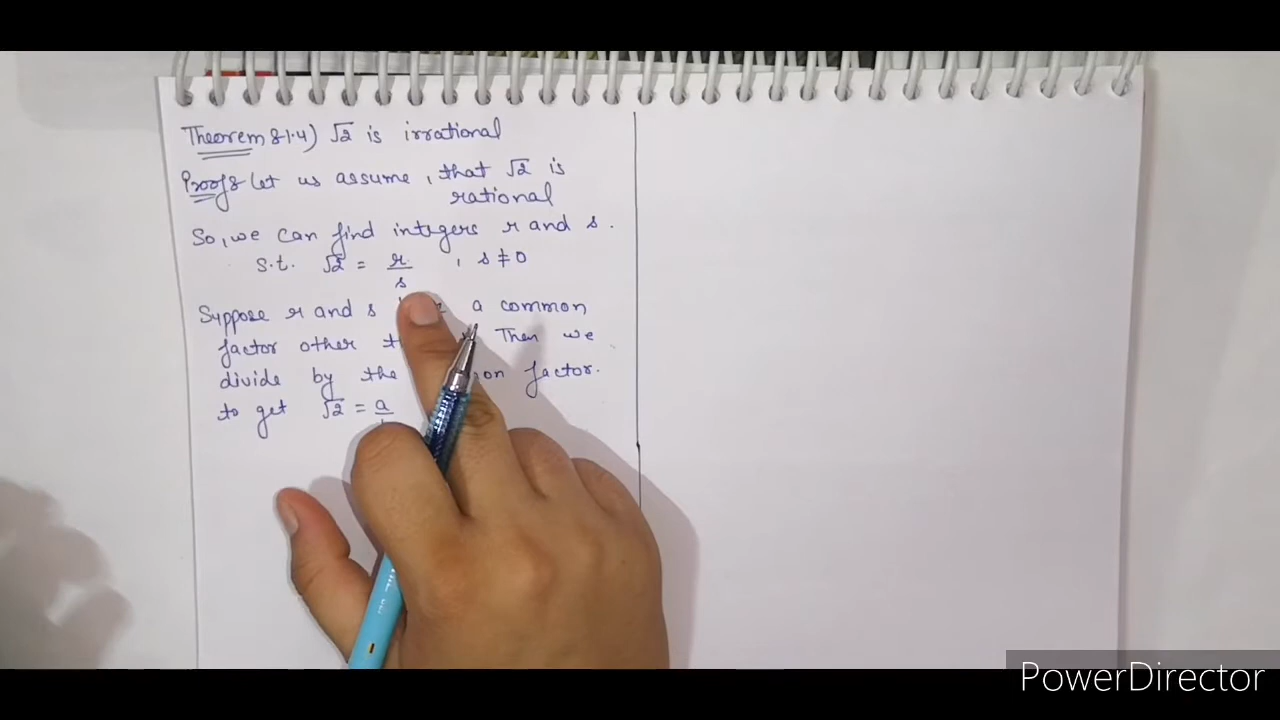 Theorem 8 1.4) √2 is irrational
Proof 8 Let us assume, that √2 is
rational
So, we can find integers r and s.
s.t. √2 = r/s , s ≠ 0
Suppose r and s a common
factor other Then we
divide by the factor.
to get √2 = a
PowerDirector